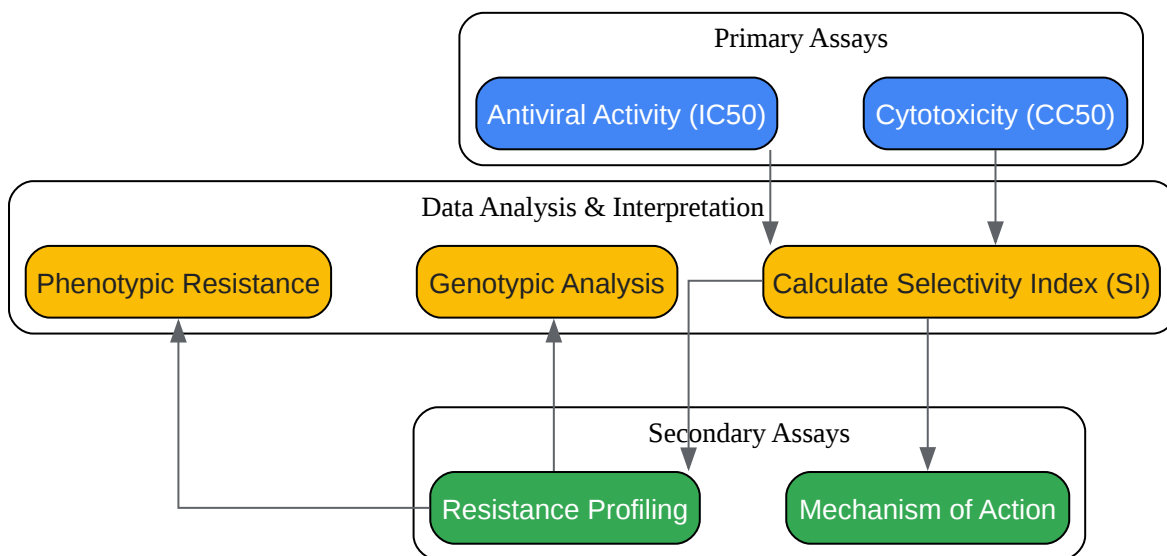 Primary Assays
Antiviral Activity (IC50)
Cytotoxicity (CC50)
Data Analysis & Interpretation
Phenotypic Resistance
Genotypic Analysis
Calculate Selectivity Index (SI)
Secondary Assays
Resistance Profiling
Mechanism of Action